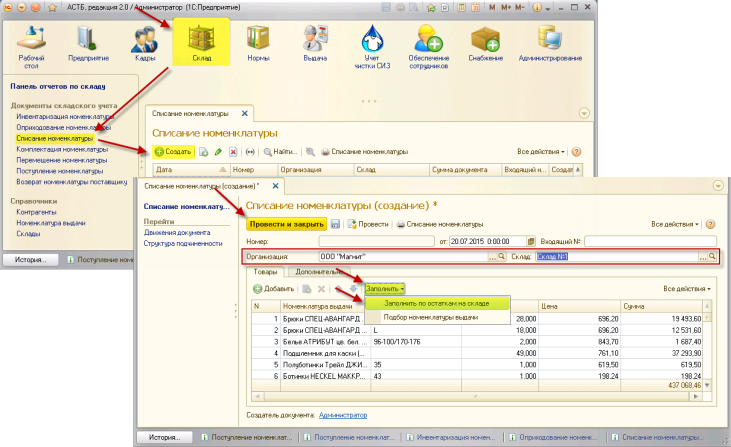 АСТБ, редакция 2.0 / Администратор (1С:Предприятие)
M M+ M-
Рабочий стол
Предприятие
Кадры
Склад
Нормы
Выдача
Учет чистки СИЗ
Обеспечение сотрудников
Снабжение
Администрирование
Панель отчетов по складу
Документы складского учета
Инвентаризация номенклатуры
Оприходование номенклатуры
Списание номенклатуры
Комплектация номенклатуры
Перемещение номенклатуры
Поступление номенклатуры
Возврат номенклатуры поставщику
Справочники
Контрагенты
Номенклатура выдачи
Склады
Списание номенклатуры
Списание номенклатуры
Создать
Найти...
Списание номенклатуры
Все действия
Дата Номер Организация Склад Сумма документа Входящий н... Создат
История...
Поступление ном
Списание номенклатуры (создание) *
Списание номенклату...
Перейти
Движения документа
Структура подчиненности
Списание номенклатуры (создание) *
Провести и закрыть
Провести
Списание номенклатуры
Все действия
Номер: от: 20.07.2015 0:00:00 Входящий №:
Организация: ООО "Магнит" ... Склад: Склад №1 ...
Товары
Дополнительно
Добавить
Заполнить
Все действия
Заполнить по остаткам на складе
Подбор номенклатуры выдачи
N Номенклатура выдачи Цена Сумма
1 Брюки СПЕЦ-АВАНГАРД ... 28,000 696,20 19 493,60
2 Брюки СПЕЦ-АВАНГАРД ... L 18,000 696,20 12 531,60
3 Белье АТРИБУТ цв. бел. ... 96-100/170-176 2,000 843,70 1 687,40
4 Подшлемник для каски (... 49,000 761,10 37 293,90
5 Полуботинки Трейл ДЖИ... 35 1,000 619,50 619,50
6 Ботинки HECKEL МАККР... 43 1,000 198,24 198,24
437 068,46
Создатель документа: Администратор
История...
Поступление номенклат...
Поступление номенклат...
Инвентаризация номен...
Оприходование номенк...
Списание номенклатуры...